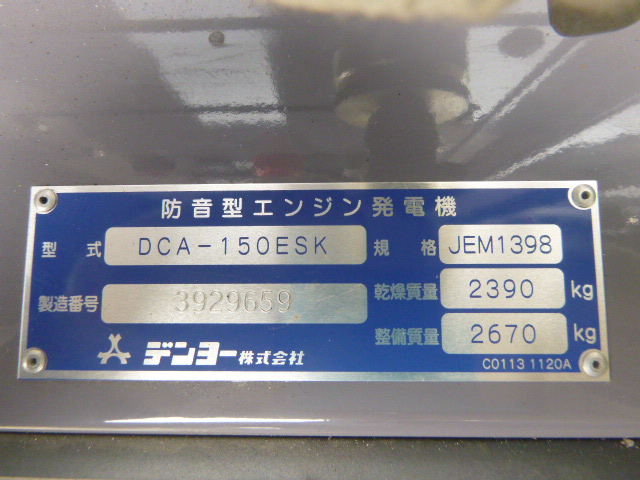 防音型エンジン発電機
型式 DCA-150ESK 規格 JEM1398
製造番号 3929659 乾燥質量 2390 kg
整備質量 2670 kg
デンヨー株式会社
C0113 1120A